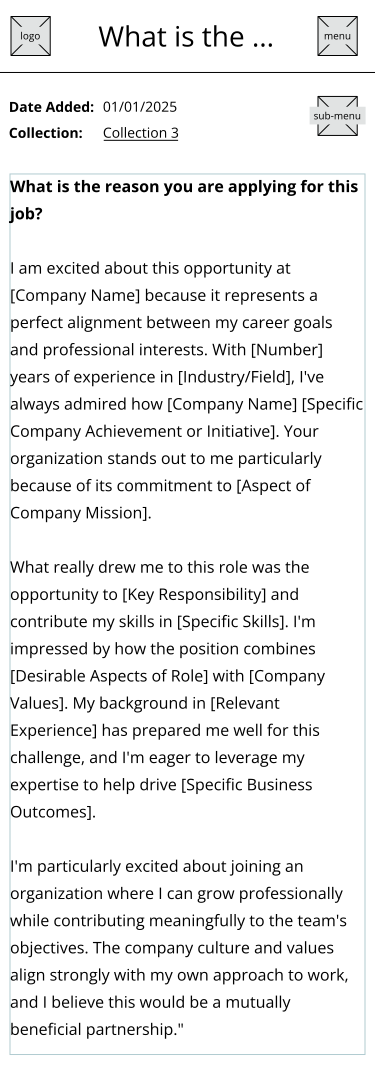 logo
What is the ...
menu
Date Added: 01/01/2025
sub-menu
Collection: Collection 3
What is the reason you are applying for this
job?
I am excited about this opportunity at
[Company Name] because it represents a
perfect alignment between my career goals
and professional interests. With [Number]
years of experience in [Industry/Field], I've
always admired how [Company Name] [Specific
Company Achievement or Initiative]. Your
organization stands out to me particularly
because of its commitment to [Aspect of
Company Mission].
What really drew me to this role was the
opportunity to [Key Responsibility] and
contribute my skills in [Specific Skills]. I'm
impressed by how the position combines
[Desirable Aspects of Role] with [Company
Values]. My background in [Relevant
Experience] has prepared me well for this
challenge, and I'm eager to leverage my
expertise to help drive [Specific Business
Outcomes].
I'm particularly excited about joining an
organization where I can grow professionally
while contributing meaningfully to the team's
objectives. The company culture and values
align strongly with my own approach to work,
and I believe this would be a mutually
beneficial partnership."